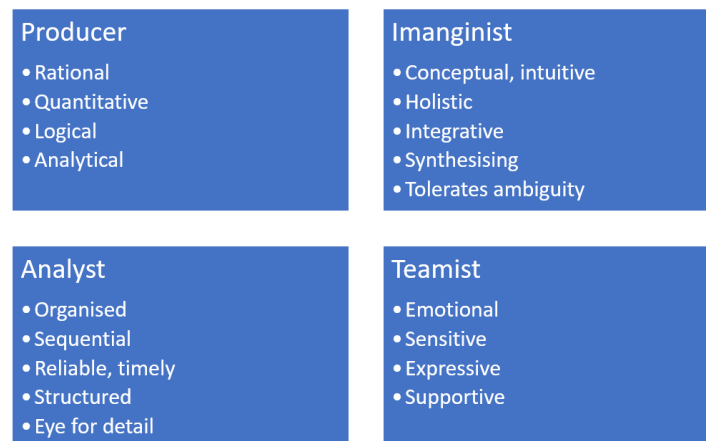 Producer
• Rational
• Quantitative
• Logical
• Analytical
Imanginist
• Conceptual, intuitive
• Holistic
• Integrative
• Synthesising
• Tolerates ambiguity
Analyst
• Organised
• Sequential
• Reliable, timely
• Structured
• Eye for detail
Teamist
• Emotional
• Sensitive
• Expressive
• Supportive